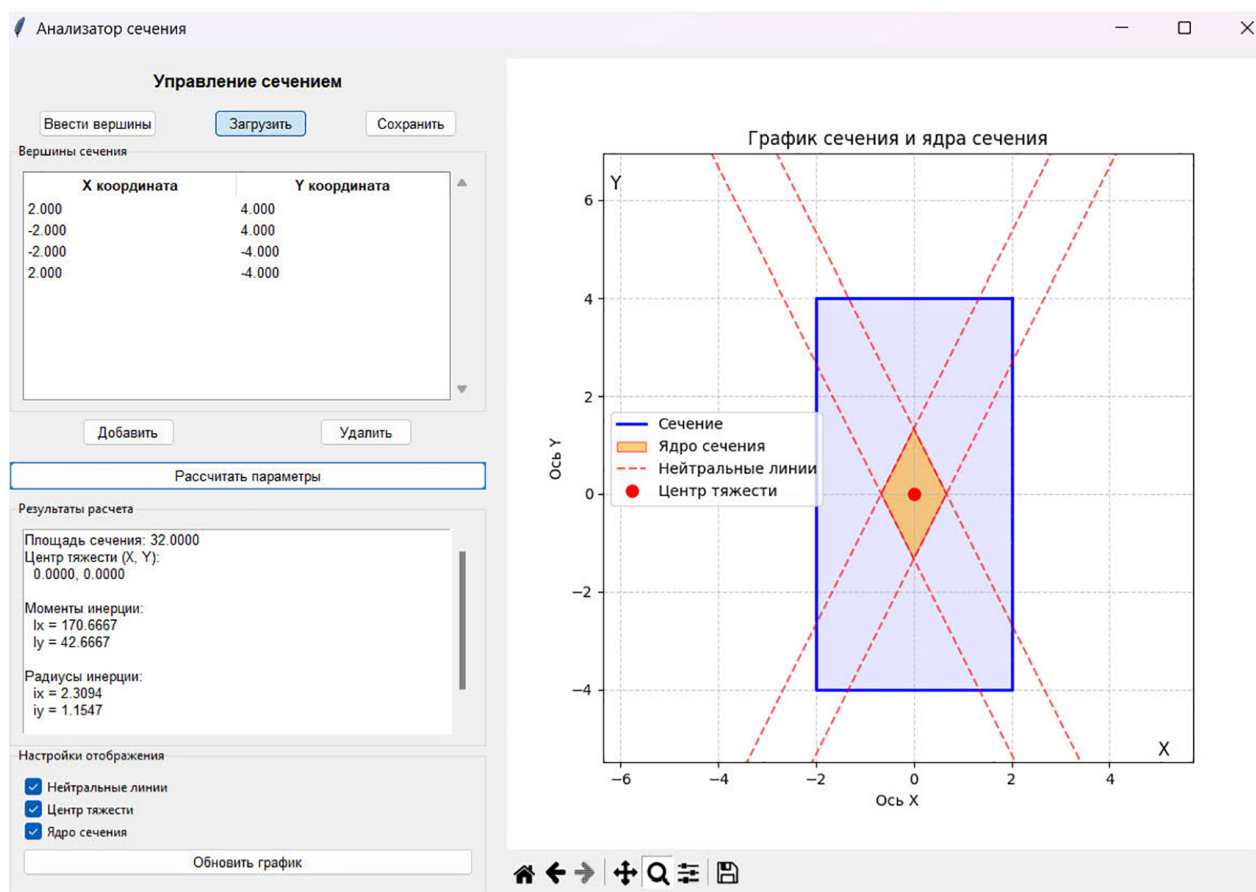 Анализатор сечения
Управление сечением
Ввести вершины Загрузить Сохранить
Вершины сечения
X координата Y координата
2.000 4.000
-2.000 4.000
-2.000 -4.000
2.000 -4.000
Добавить Удалить
Рассчитать параметры
Результаты расчета
Площадь сечения: 32.0000
Центр тяжести (X, Y):
0.0000, 0.0000
Моменты инерции:
Ix = 170.6667
Iy = 42.6667
Радиусы инерции:
ix = 2.3094
iy = 1.1547
Настройки отображения
Нейтральные линии
Центр тяжести
Ядро сечения
Обновить график
График сечения и ядра сечения
Y
6
4
2
0
−2
−4
Ось Y
Сечение
Ядро сечения
Нейтральные линии
Центр тяжести
X
−6 −4 −2 0 2 4
Ось X